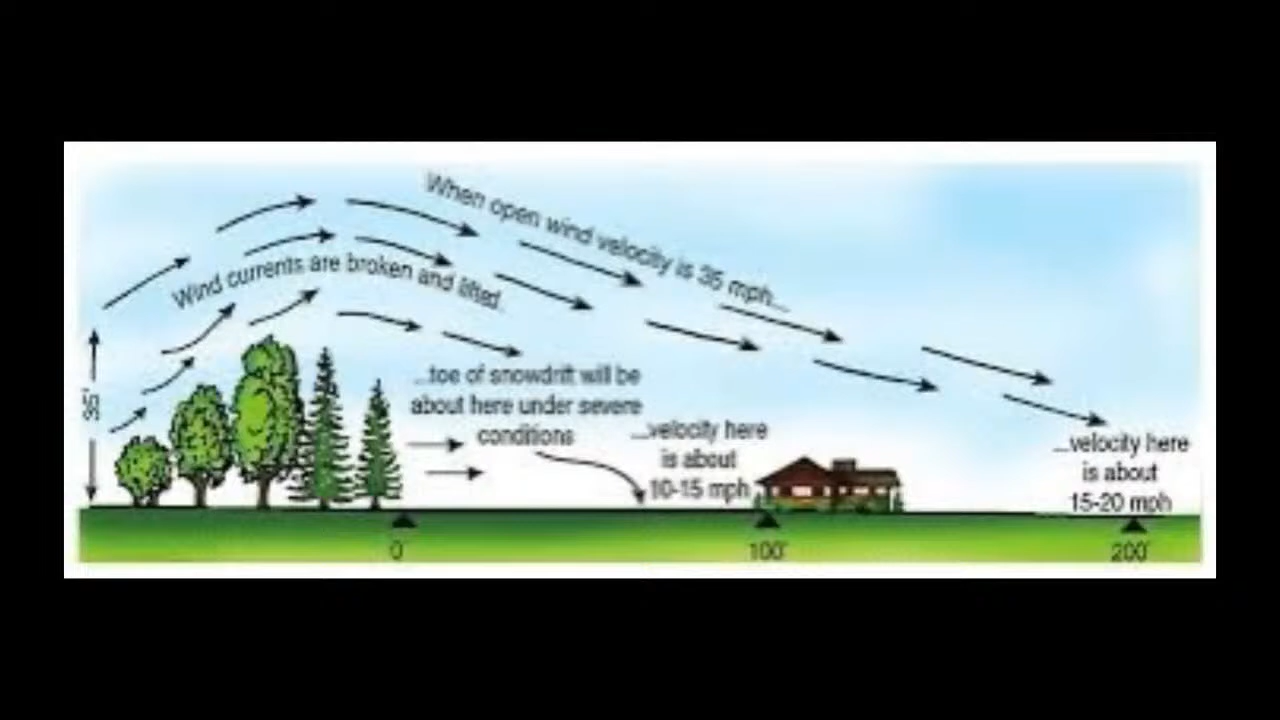 When open wind velocity is 35 mph...
Wind currents are broken and lifted
35'
...toe of snowdrift will be
about here under severe
conditions
...velocity here
is about
10-15 mph
...velocity here
is about
15-20 mph
0'
100'
200'